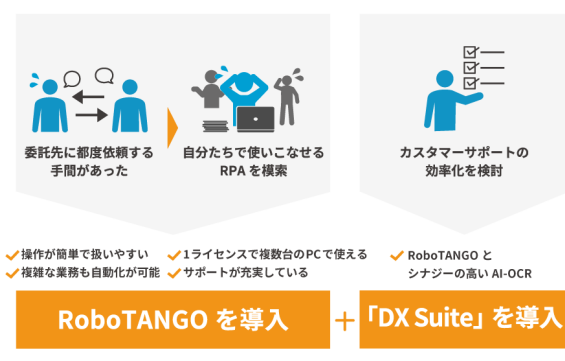 委託先に都度依頼する
手間があった
自分たちで使いこなせる
RPA を模索
カスタマーサポートの
効率化を検討
操作が簡単で扱いやすい
複雑な業務も自動化が可能
1ライセンスで複数台のPCで使える
サポートが充実している
RoboTANGO と
シナジーの高い AI-OCR
RoboTANGO を導入
+
「DX Suite」を導入